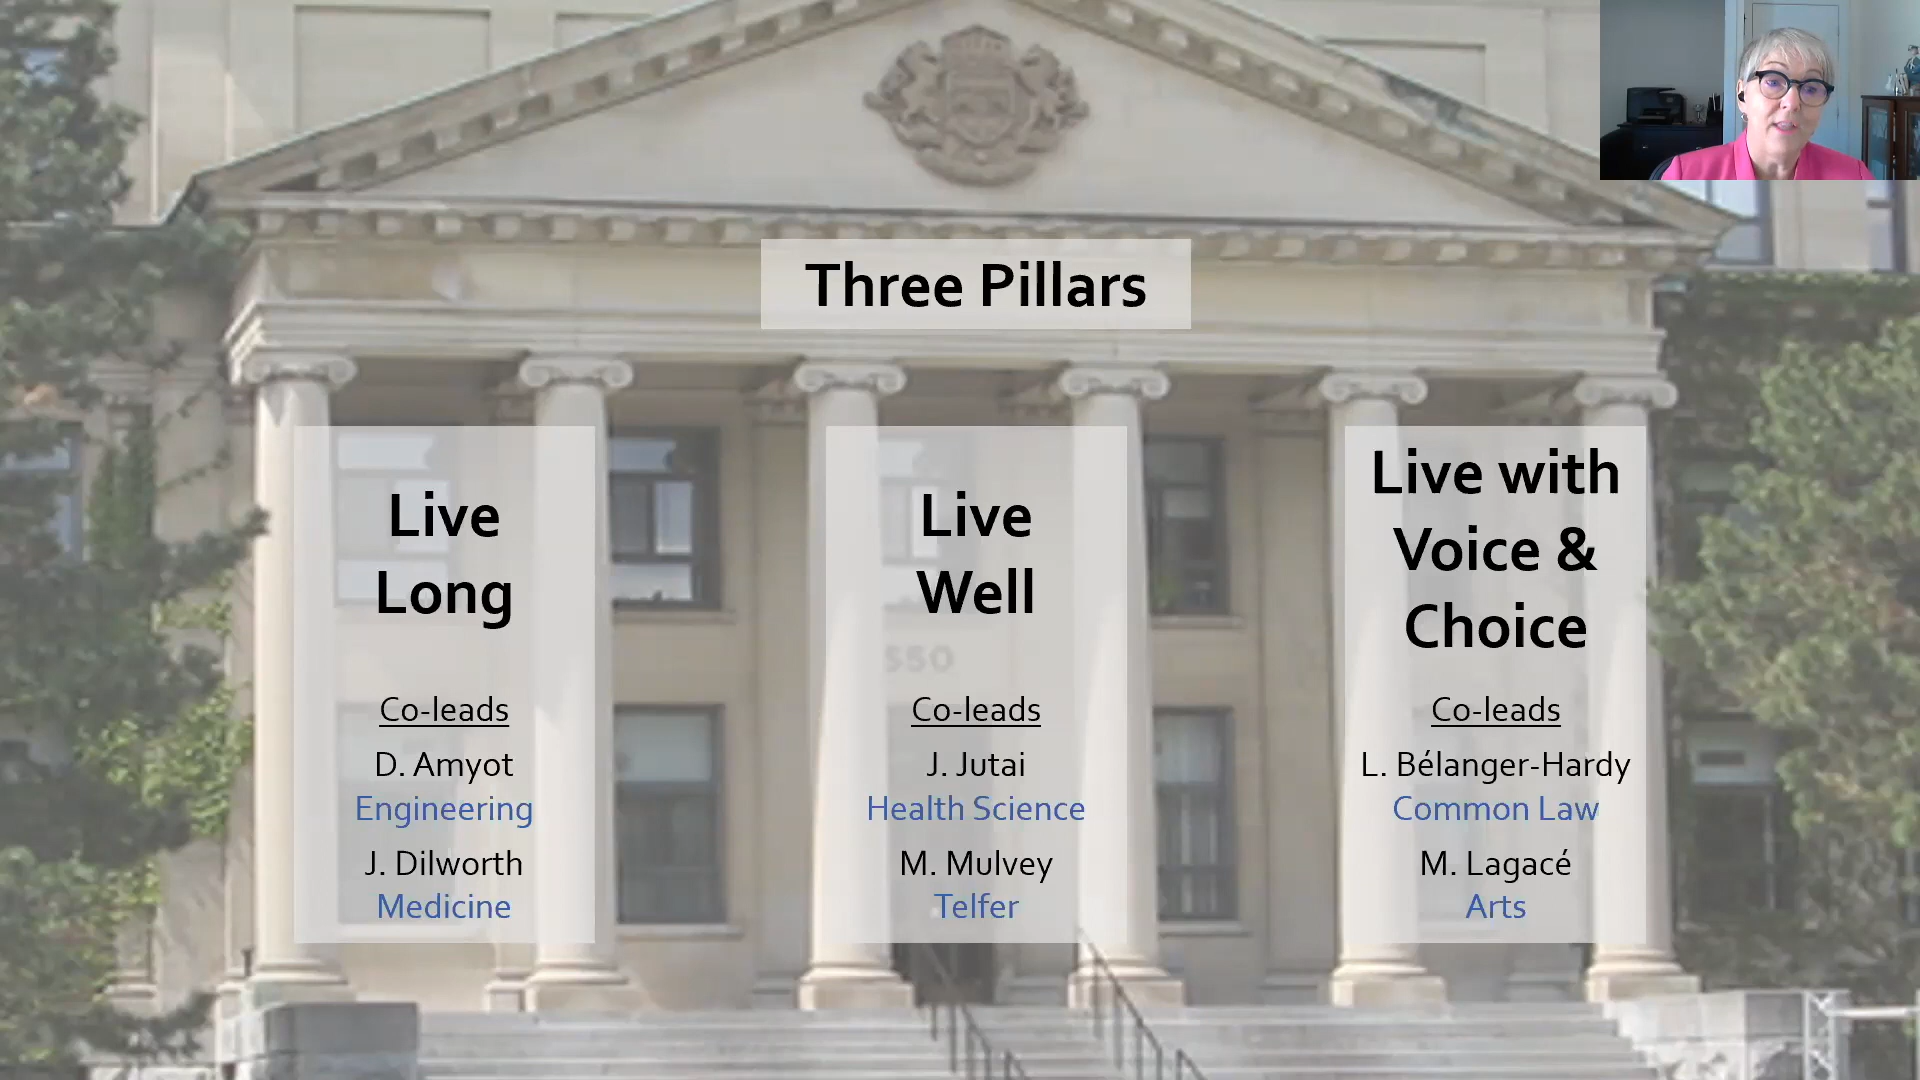 Three Pillars
Live
Long
Co-leads
D. Amyot
Engineering
J. Dilworth
Medicine
Live
Well
550
Co-leads
J. Jutai
Health Science
M. Mulvey
Telfer
Live with
Voice &
Choice
Co-leads
L. Bélanger-Hardy
Common Law
M. Lagacé
Arts